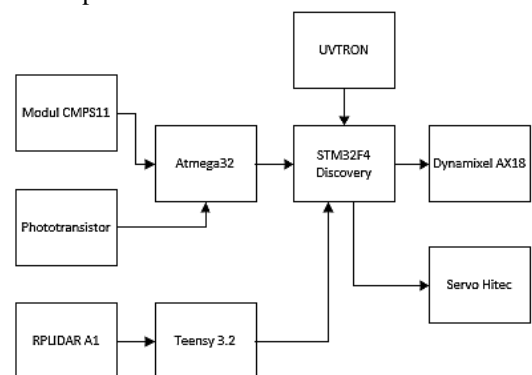 UVTRON
Modul CMPS11
Atmega32
STM32F4
Discovery
Dynamixel AX18
Phototransistor
Servo Hitec
RPLIDAR A1
Teensy 3.2